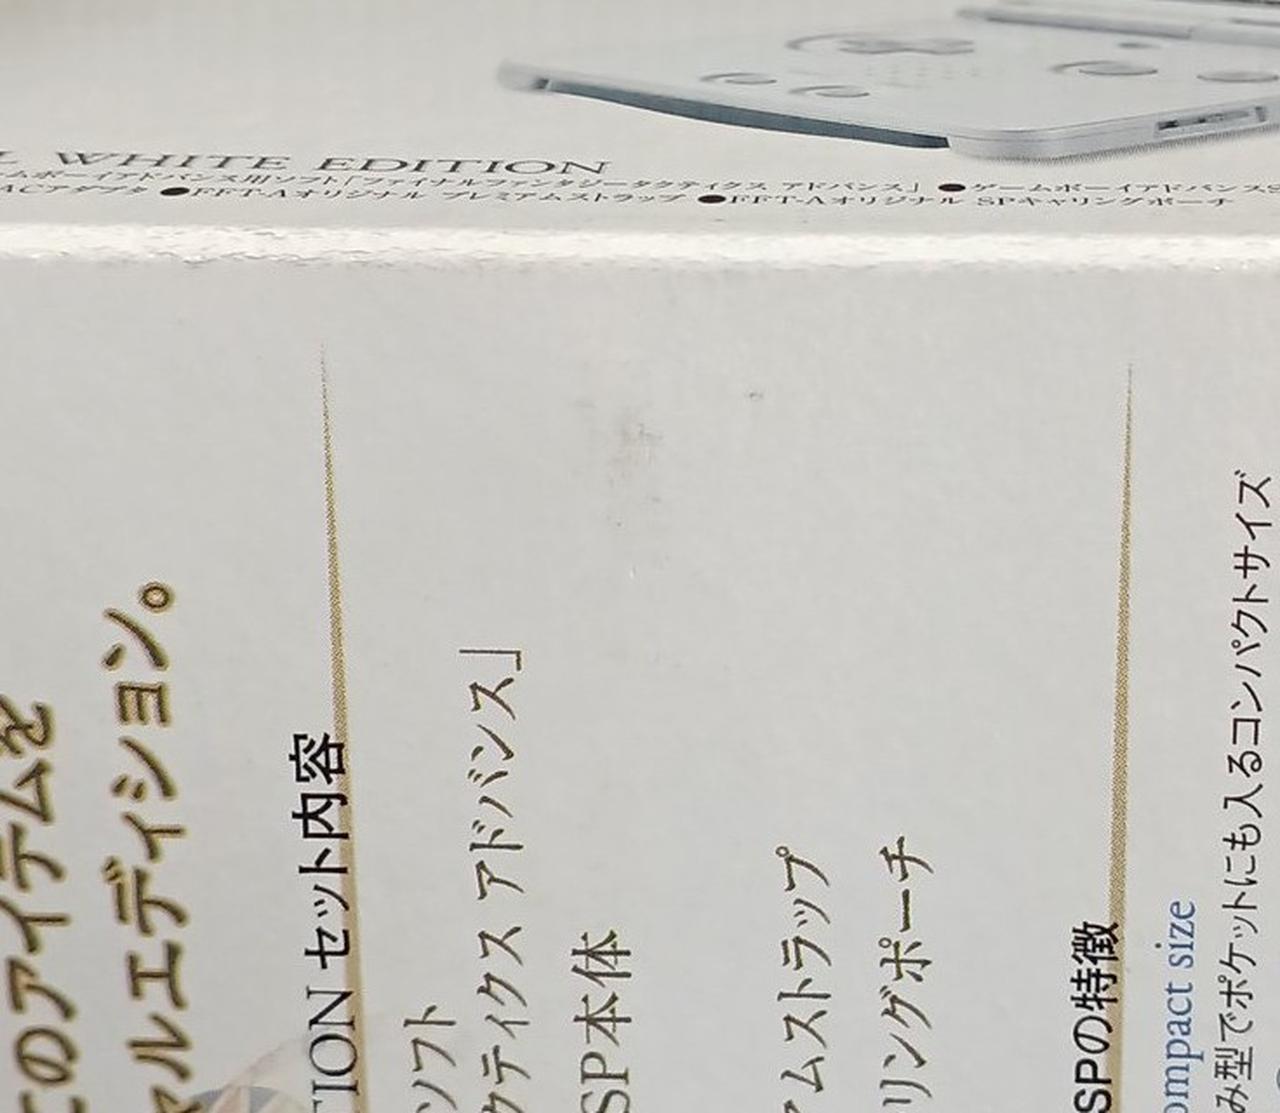 WHITE EDITION
ムボーイアドバンス用ソフト「ファイナルファンタジータクティクス アドバンス」 ●ゲームボーイアドバンスS
ACアダプタ ●FFT-Aオリジナル プレミアムストラップ ●FFT-Aオリジナル SPキャリングポーチ
このアイテムを
ャルエディション。
TION セット内容
ソフト
クティクス アドバンス」
SP本体
ムストラップ
リングポーチ
SPの特徴
ompact size
み型でポケットにも入るコンパクトサイズ